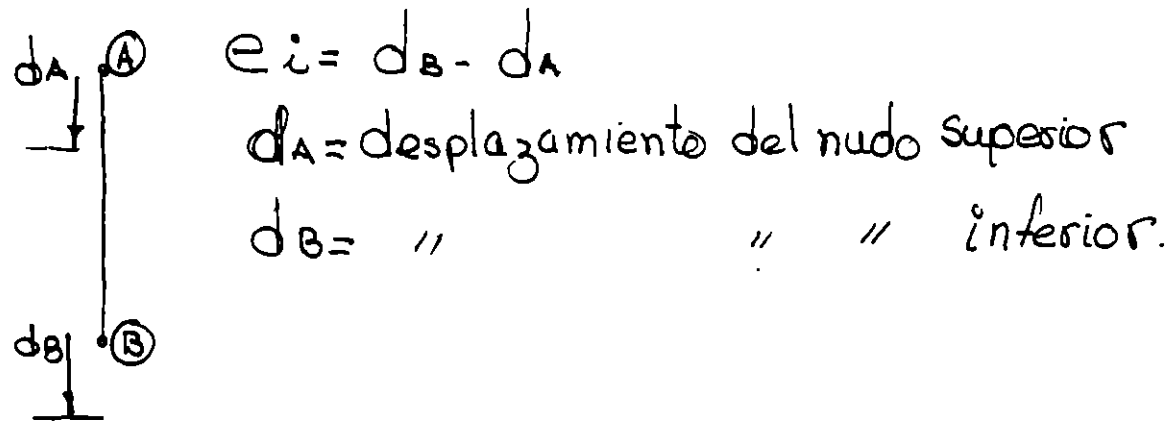 dA Ⓐ ei = dB - dA
dA = desplazamiento del nudo superior
dB = " " " inferior.
dB Ⓑ